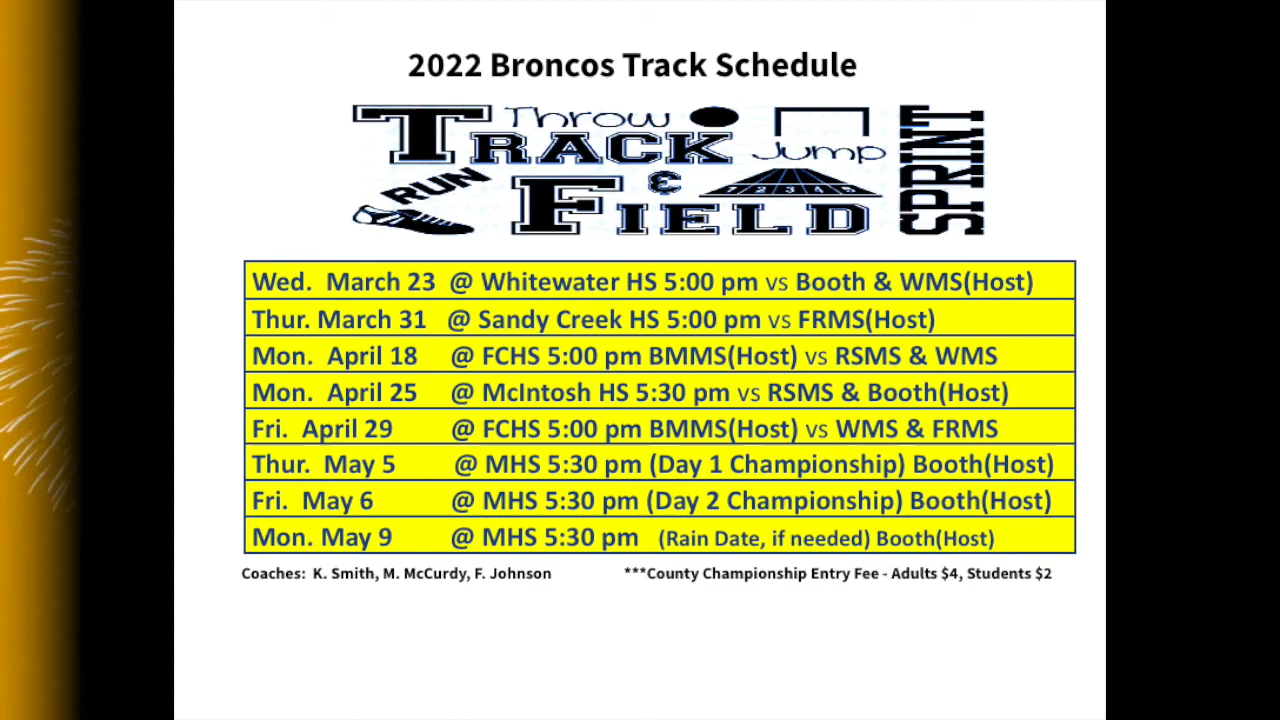 2022 Broncos Track Schedule
Throw
TRACK
Jump
SPRINT
RUN
&
FIELD
1 2 3 4 5
Wed. March 23 @ Whitewater HS 5:00 pm vs Booth & WMS(Host)
Thur. March 31 @ Sandy Creek HS 5:00 pm vs FRMS(Host)
Mon. April 18 @ FCHS 5:00 pm BMMS(Host) vs RSMS & WMS
Mon. April 25 @ McIntosh HS 5:30 pm vs RSMS & Booth(Host)
Fri. April 29 @ FCHS 5:00 pm BMMS(Host) vs WMS & FRMS
Thur. May 5 @ MHS 5:30 pm (Day 1 Championship) Booth(Host)
Fri. May 6 @ MHS 5:30 pm (Day 2 Championship) Booth(Host)
Mon. May 9 @ MHS 5:30 pm (Rain Date, if needed) Booth(Host)
Coaches: K. Smith, M. McCurdy, F. Johnson ***County Championship Entry Fee - Adults $4, Students $2